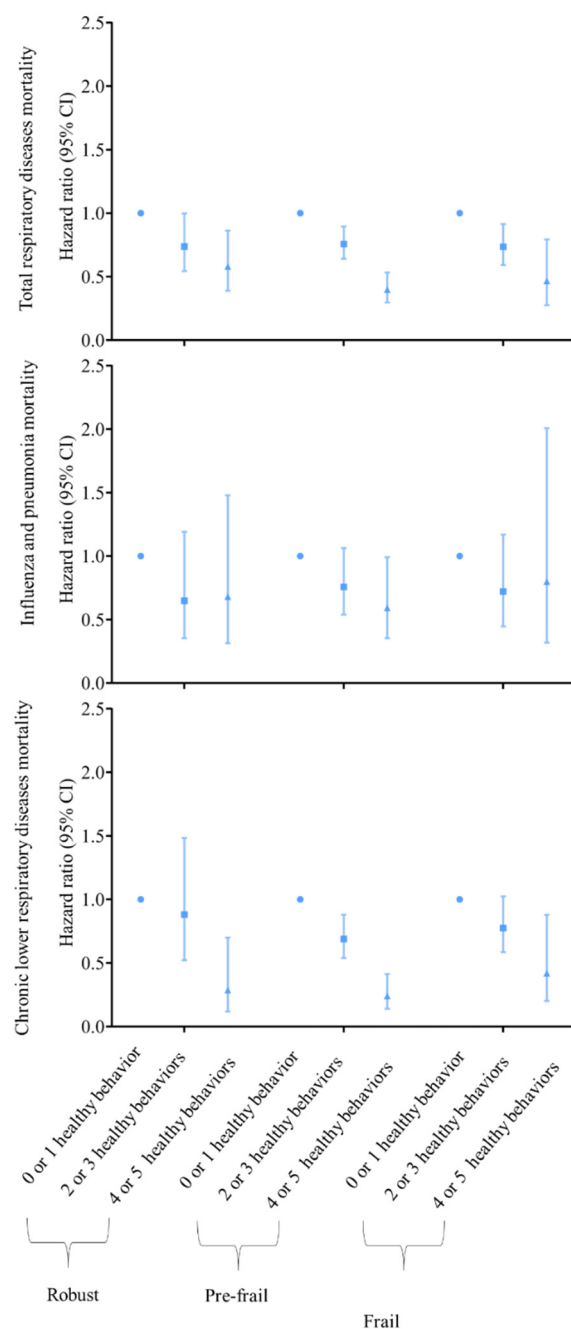 Total respiratory diseases mortality
Hazard ratio (95% CI)
2.5
2.0
1.5
1.0
0.5
0.0
Influenza and pneumonia mortality
Hazard ratio (95% CI)
2.5
2.0
1.5
1.0
0.5
0.0
Chronic lower respiratory diseases mortality
Hazard ratio (95% CI)
2.5
2.0
1.5
1.0
0.5
0.0
0 or 1 healthy behavior
2 or 3 healthy behaviors
4 or 5 healthy behaviors
0 or 1 healthy behavior
2 or 3 healthy behaviors
4 or 5 healthy behaviors
0 or 1 healthy behavior
2 or 3 healthy behaviors
4 or 5 healthy behaviors
Robust
Pre-frail
Frail